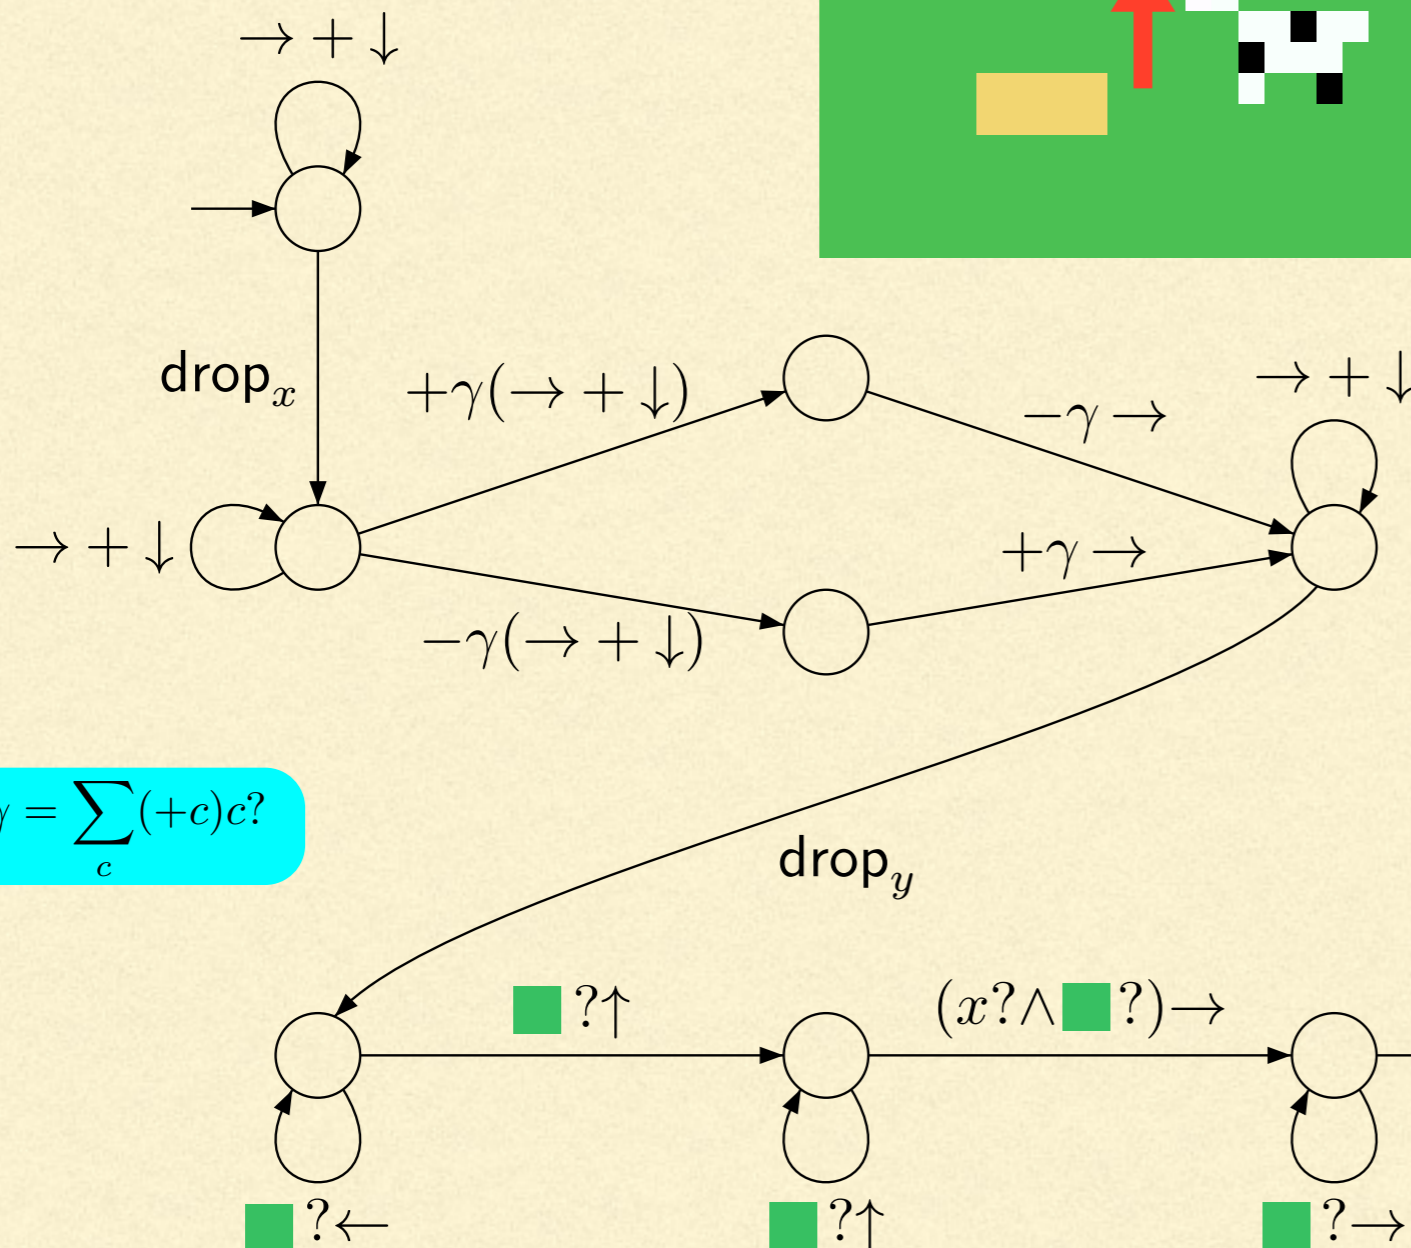 → + ↓
drop_x
+γ(→ + ↓)
−γ →
→ + ↓
→ + ↓
+γ →
−γ(→ + ↓)
γ = ∑_c (+c)c?
drop_y
?↑
(x?∧ ?)→
?←
?↑
?→